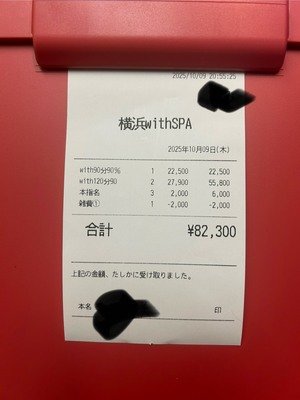 2025/10/09 20:55:25
横浜withSPA
2025年10月09日(木)
with90分90% 1 22,500 22,500
with120分90 2 27,900 55,800
本指名 3 2,000 6,000
雑費① 1 -2,000 -2,000
合計 ¥82,300
上記の金額、たしかに受け取りました。
本名 印